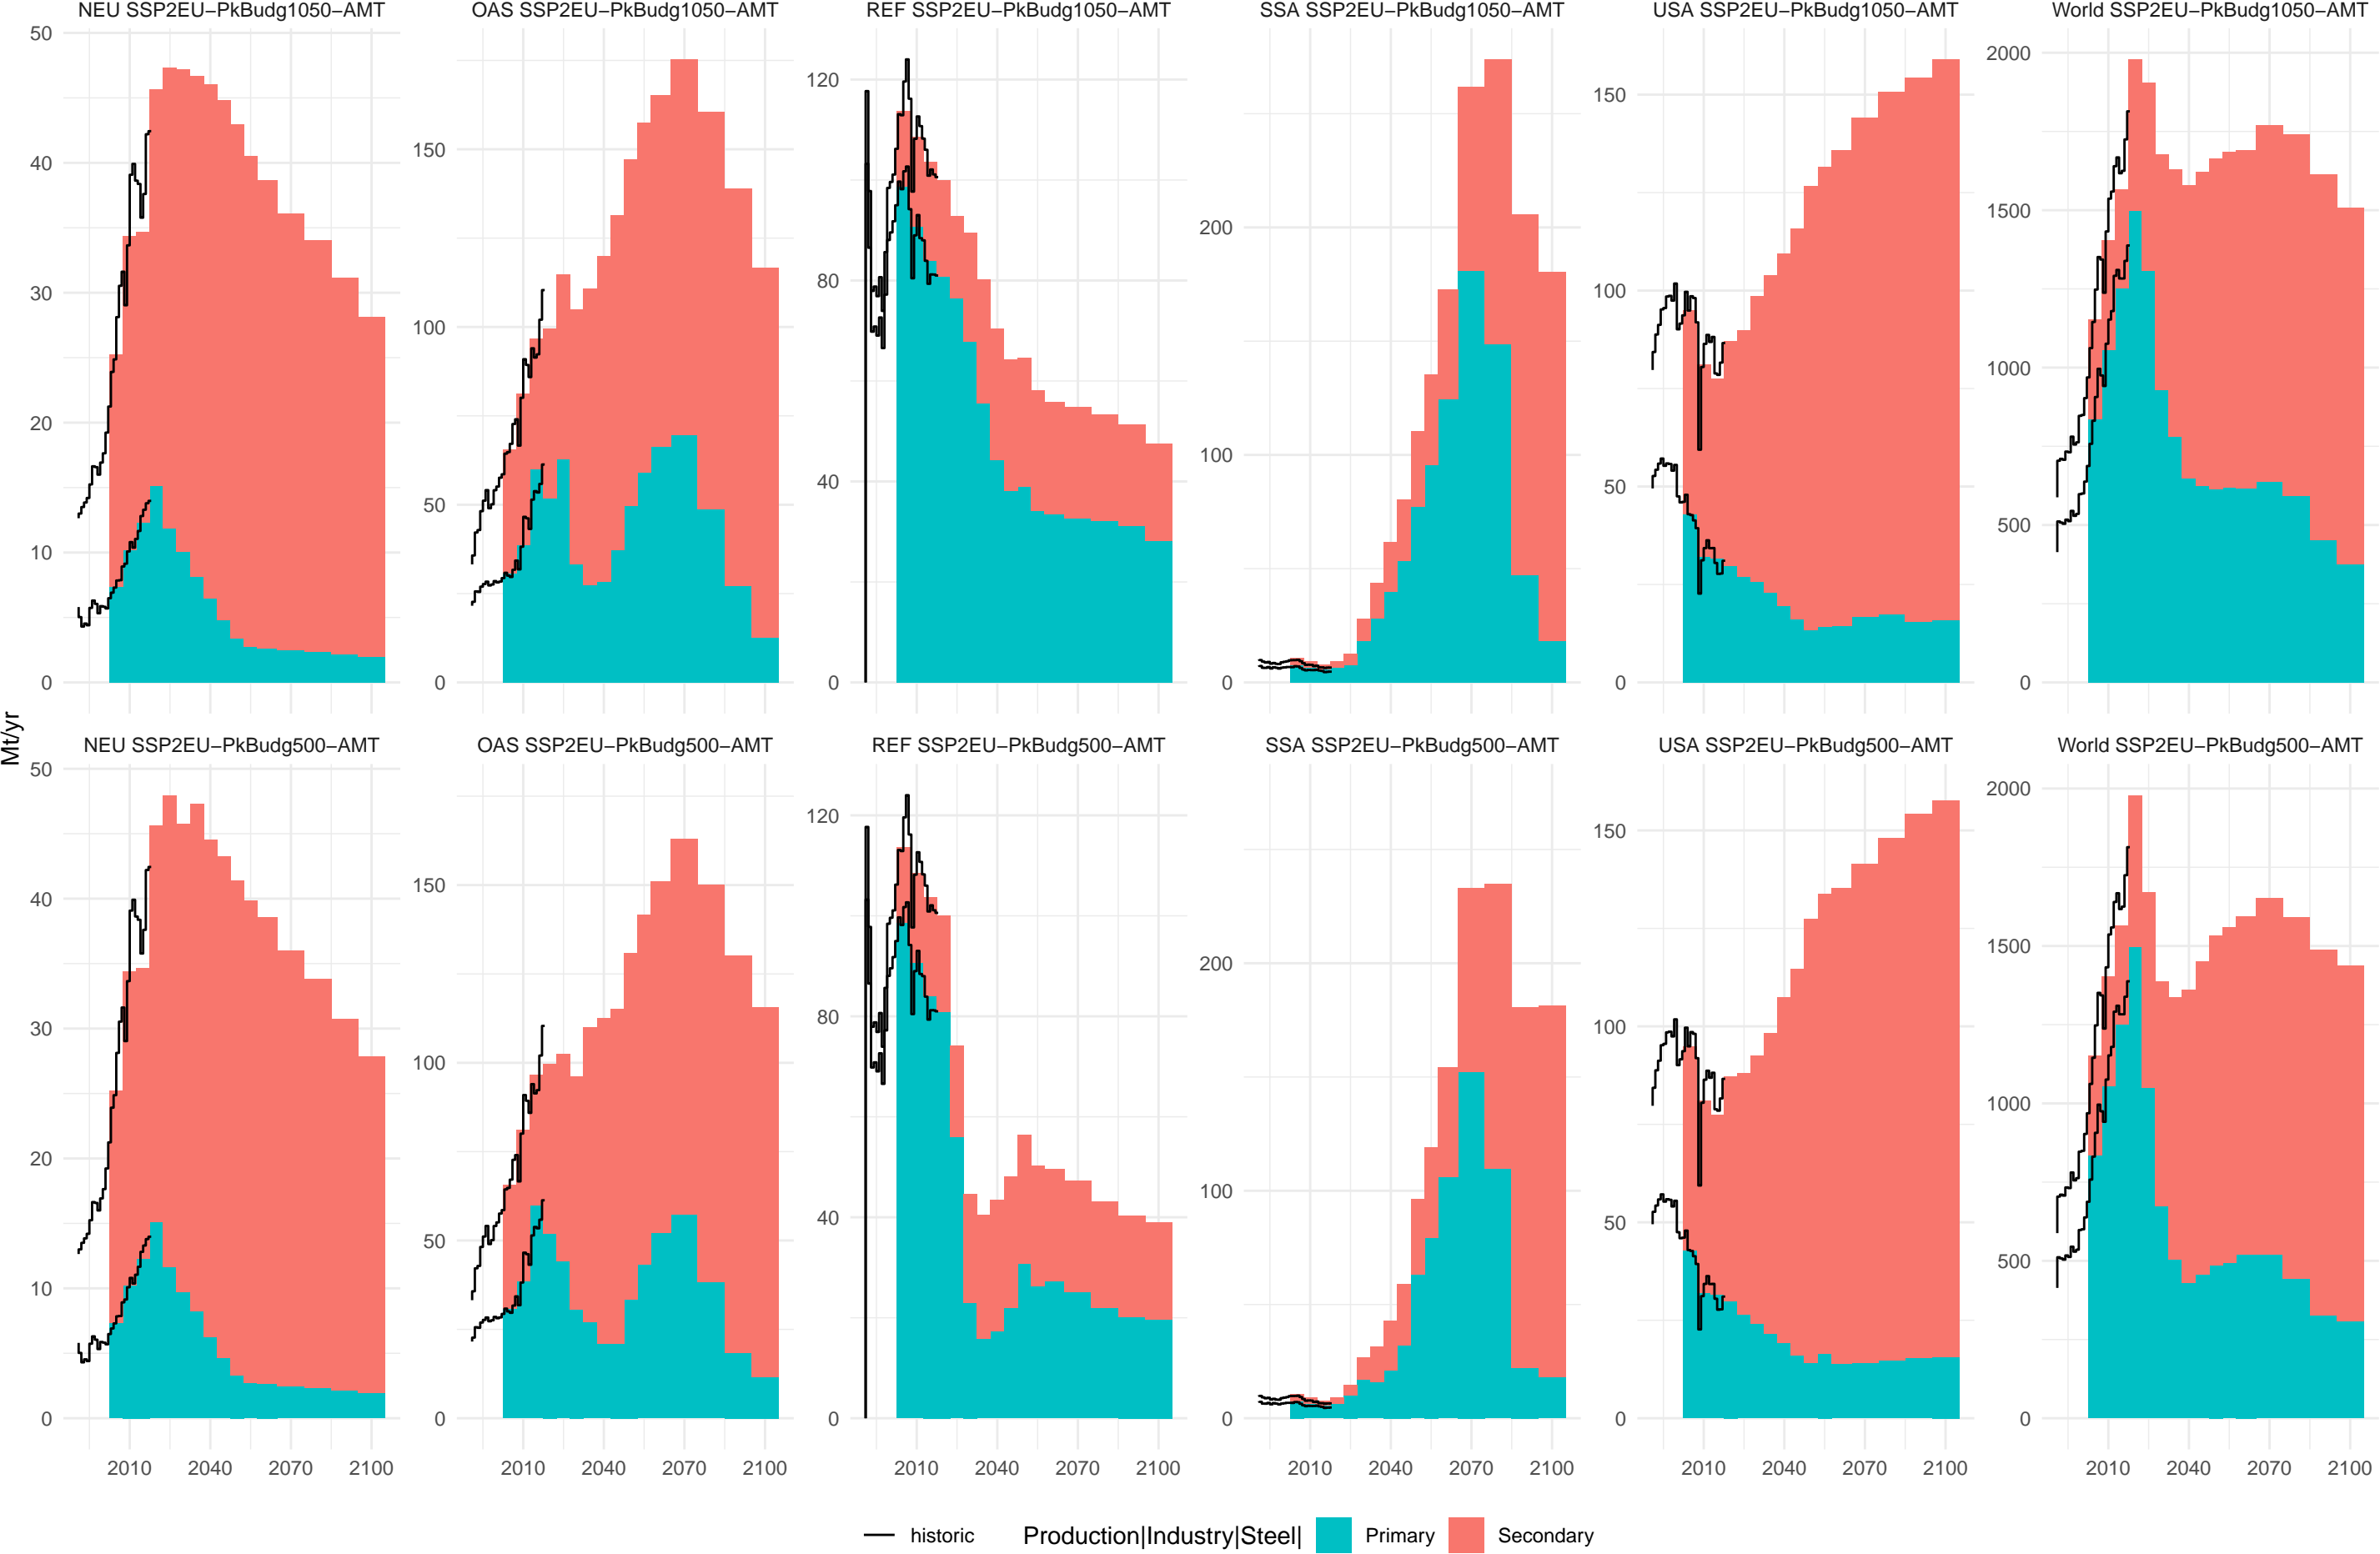 NEU SSP2EU−PkBudg1050−AMT
OAS SSP2EU−PkBudg1050−AMT
REF SSP2EU−PkBudg1050−AMT
SSA SSP2EU−PkBudg1050−AMT
USA SSP2EU−PkBudg1050−AMT
World SSP2EU−PkBudg1050−AMT
50
40
30
20
10
0
150
100
50
0
120
80
40
0
200
100
0
150
100
50
0
2000
1500
1000
500
0
Mt/yr
NEU SSP2EU−PkBudg500−AMT
OAS SSP2EU−PkBudg500−AMT
REF SSP2EU−PkBudg500−AMT
SSA SSP2EU−PkBudg500−AMT
USA SSP2EU−PkBudg500−AMT
World SSP2EU−PkBudg500−AMT
50
40
30
20
10
0
150
100
50
0
120
80
40
0
200
100
0
150
100
50
0
2000
1500
1000
500
0
2010 2040 2070 2100
2010 2040 2070 2100
2010 2040 2070 2100
2010 2040 2070 2100
2010 2040 2070 2100
2010 2040 2070 2100
historic Production|Industry|Steel| Primary Secondary